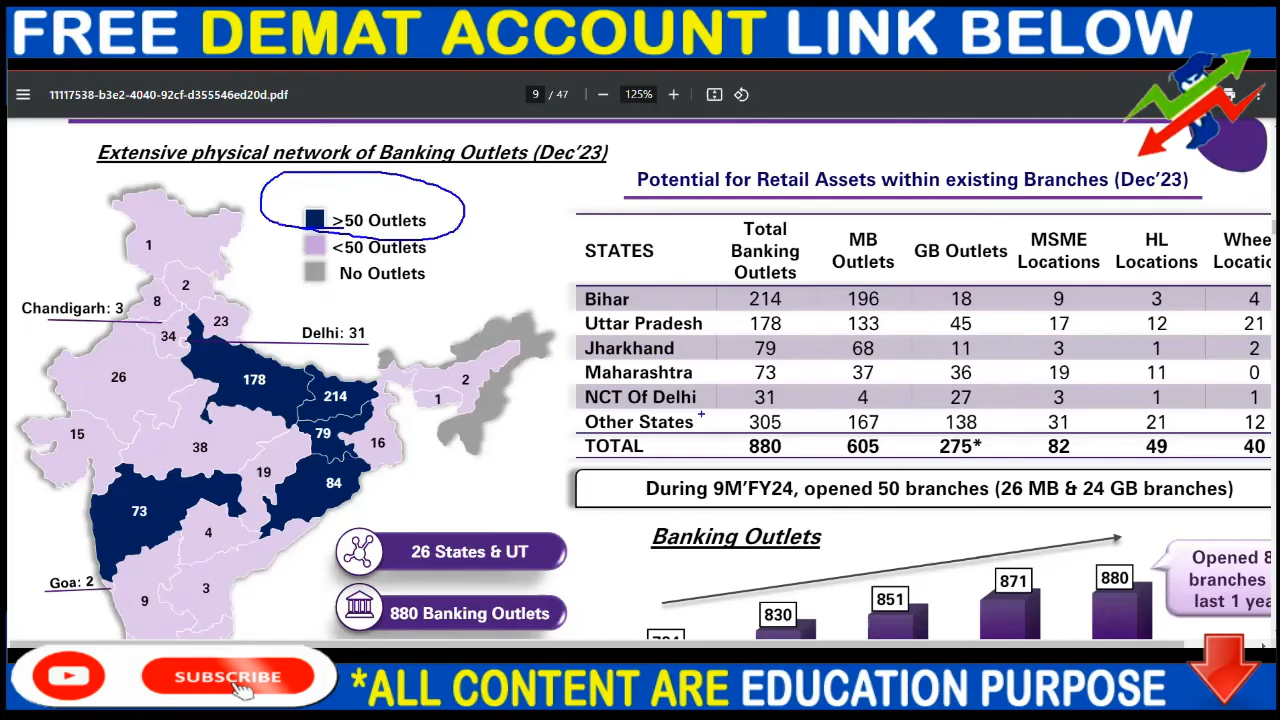 FREE DEMAT ACCOUNT LINK BELOW
11117538-b3e2-4040-92cf-d355546ed20d.pdf
9 / 47
125%
Extensive physical network of Banking Outlets (Dec'23)
>50 Outlets
<50 Outlets
No Outlets
1
2
8
Chandigarh: 3
23
34
Delhi: 31
26
178
214
2
1
15
38
79
16
19
84
73
4
Goa: 2
3
9
26 States & UT
880 Banking Outlets
Potential for Retail Assets within existing Branches (Dec'23)
STATES Total Banking Outlets MB Outlets GB Outlets MSME Locations HL Locations Whee Locatio
Bihar 214 196 18 9 3 4
Uttar Pradesh 178 133 45 17 12 21
Jharkhand 79 68 11 3 1 2
Maharashtra 73 37 36 19 11 0
NCT Of Delhi 31 4 27 3 1 1
Other States 305 167 138 31 21 12
TOTAL 880 605 275* 82 49 40
During 9M'FY24, opened 50 branches (26 MB & 24 GB branches)
Banking Outlets
830
851
871
880
Opened 8
branches
last 1 yea
SUBSCRIBE
*ALL CONTENT ARE EDUCATION PURPOSE